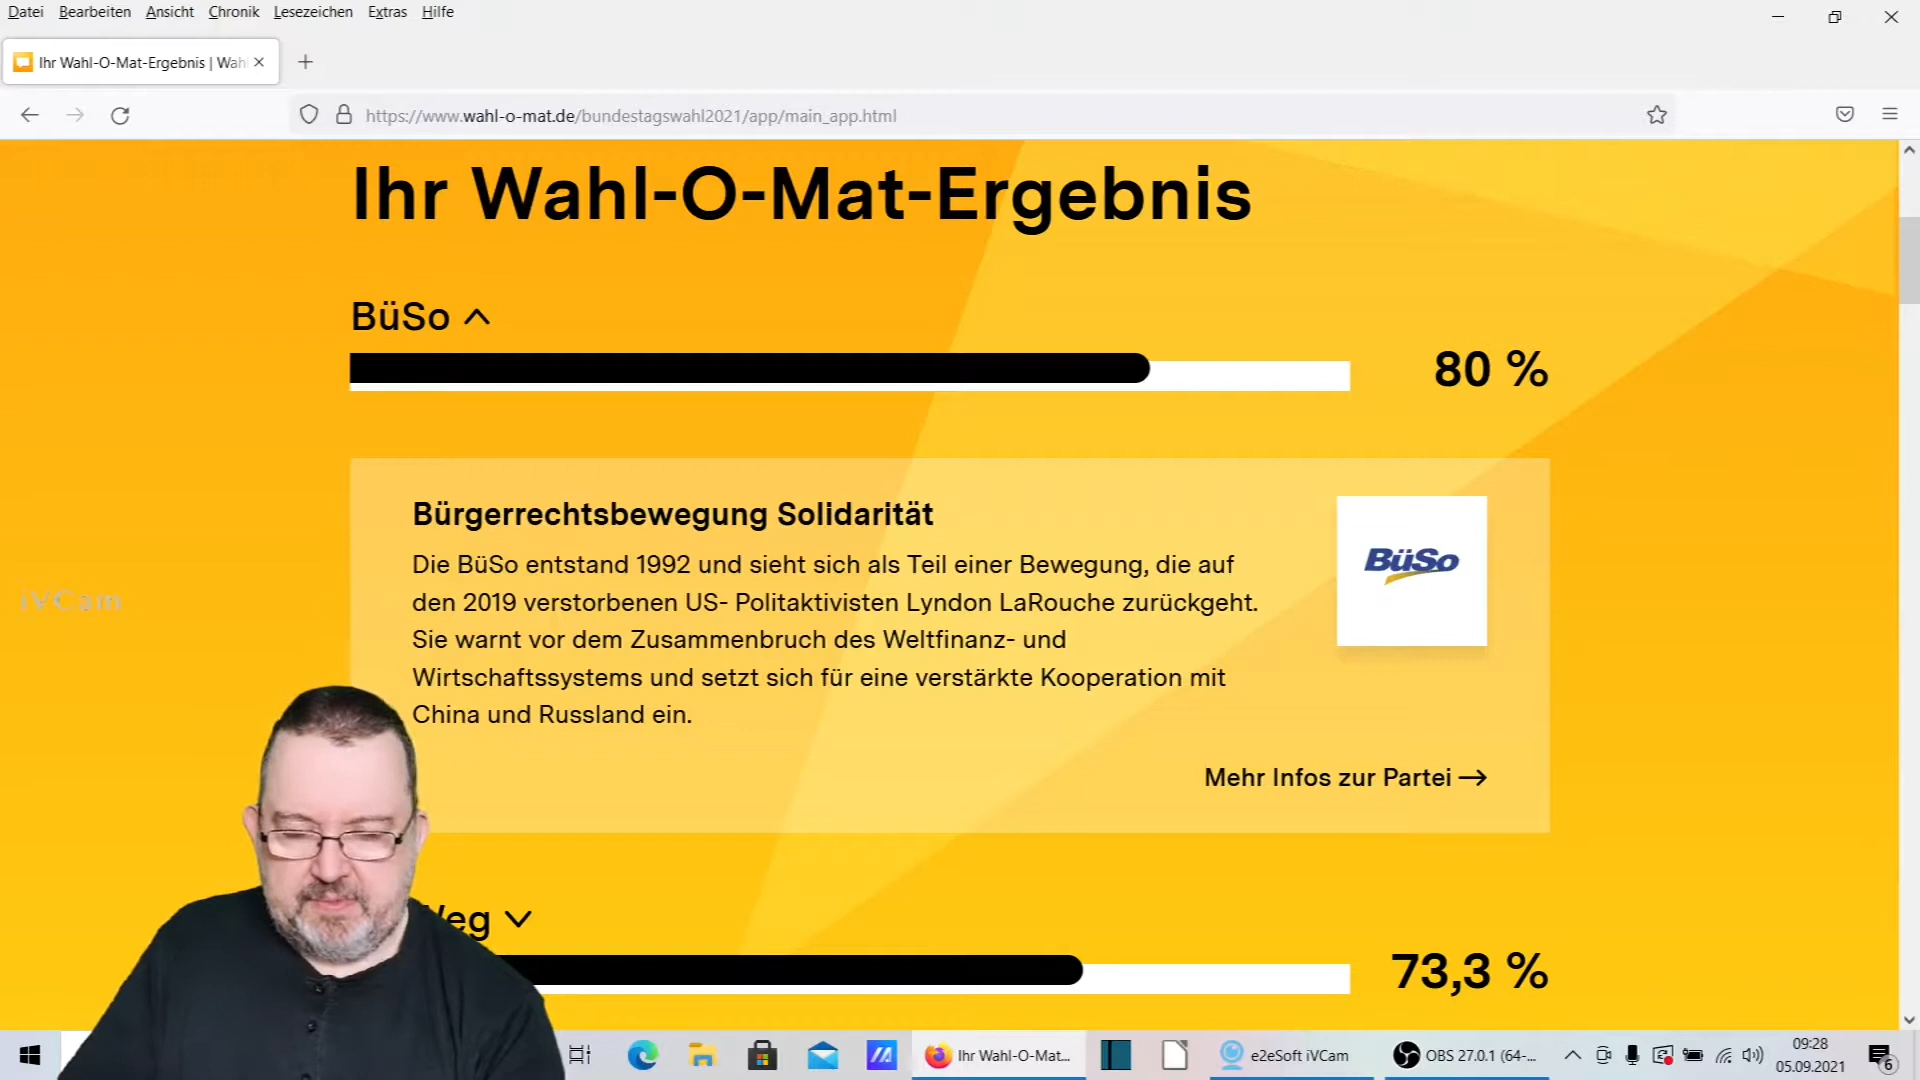 Datei Bearbeiten Ansicht Chronik Lesezeichen Extras Hilfe
Ihr Wahl-O-Mat-Ergebnis | Wahl
https://www.wahl-o-mat.de/bundestagswahl2021/app/main_app.html
Ihr Wahl-O-Mat-Ergebnis
BüSo
80 %
Bürgerrechtsbewegung Solidarität
Die BüSo entstand 1992 und sieht sich als Teil einer Bewegung, die auf
den 2019 verstorbenen US- Politaktivisten Lyndon LaRouche zurückgeht.
Sie warnt vor dem Zusammenbruch des Weltfinanz- und
Wirtschaftssystems und setzt sich für eine verstärkte Kooperation mit
China und Russland ein.
BüSo
iVCam
Mehr Infos zur Partei
73,3 %
Ihr Wahl-O-Mat...
e2eSoft iVCam
OBS 27.0.1 (64-...
09:28
05.09.2021
6